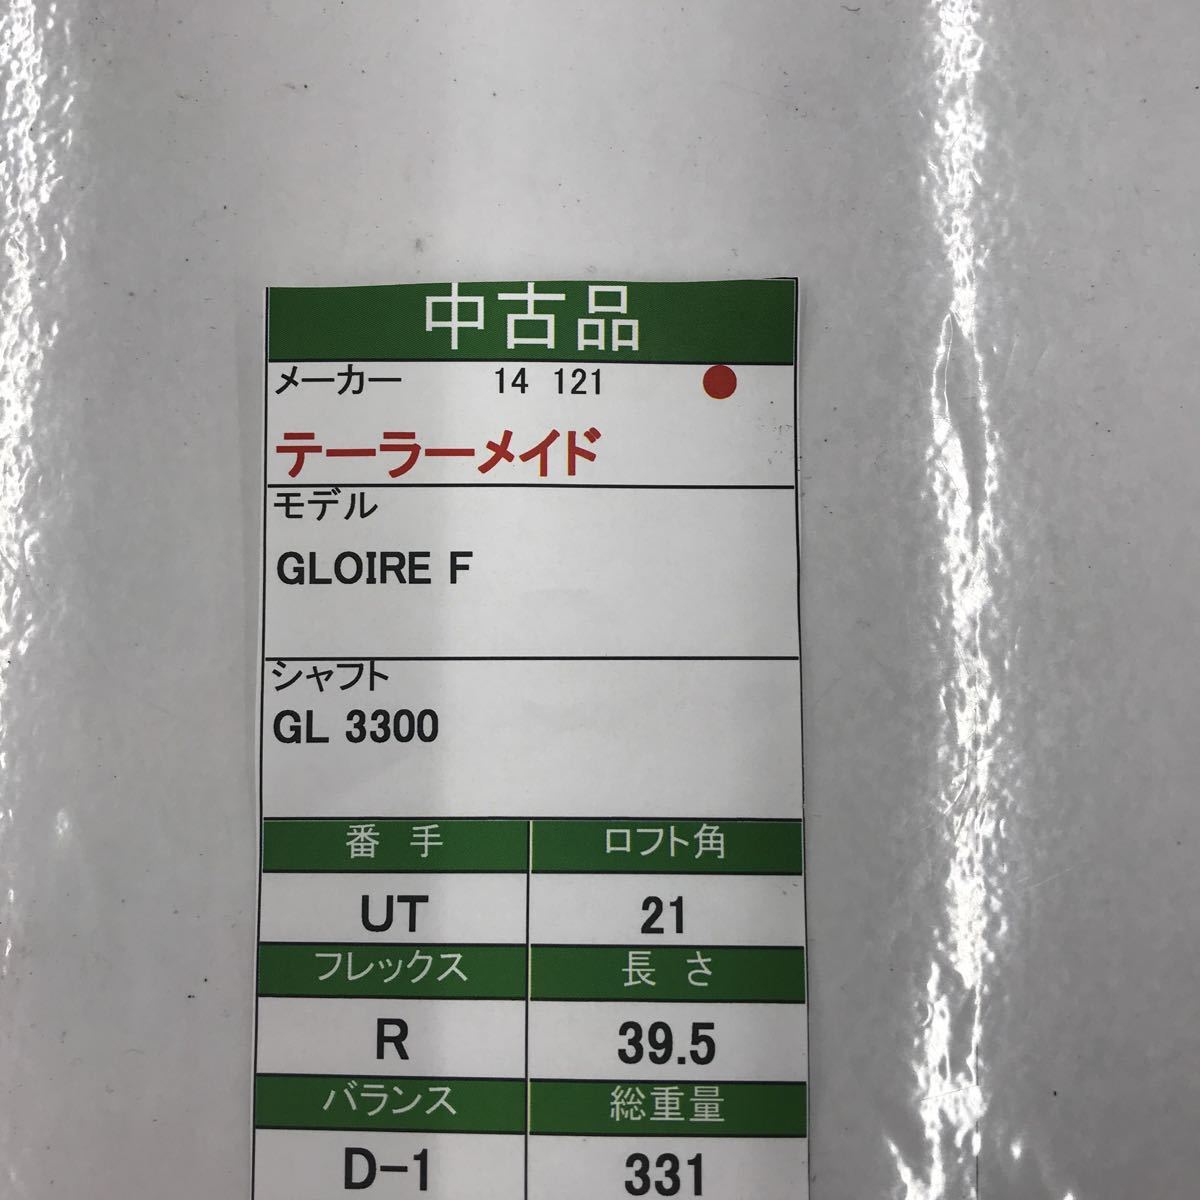 中古品
メーカー 14 121
テーラーメイド
モデル
GLOIRE F
シャフト
GL 3300
番手 ロフト角
UT 21
フレックス 長さ
R 39.5
バランス 総重量
D-1 331